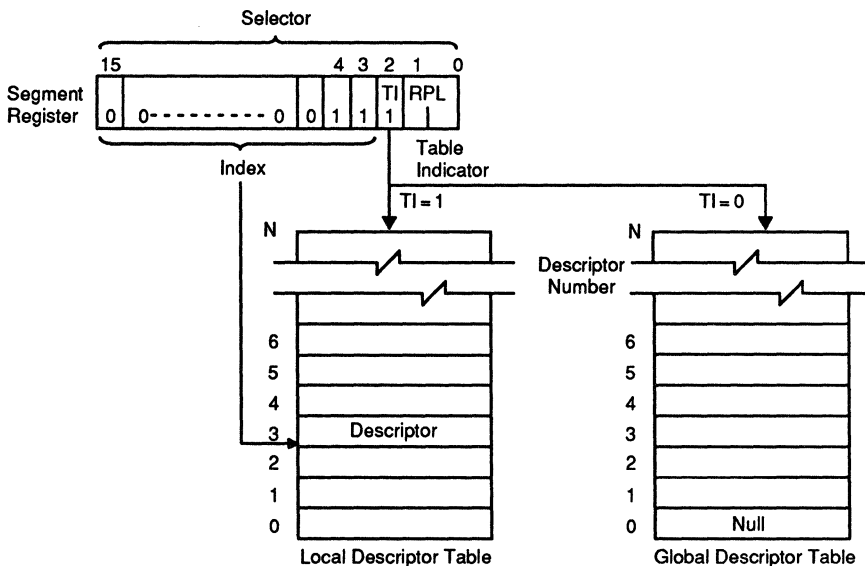 Selector
15 4 3 2 1 0
Segment Register
TI RPL
0 0 - - - - - - - - - - 0 0 1 1 1
Index
Table Indicator
TI = 1
TI = 0
N
N
Descriptor Number
6
5
4
3
2
1
0
Descriptor
6
5
4
3
2
1
0
Null
Local Descriptor Table
Global Descriptor Table